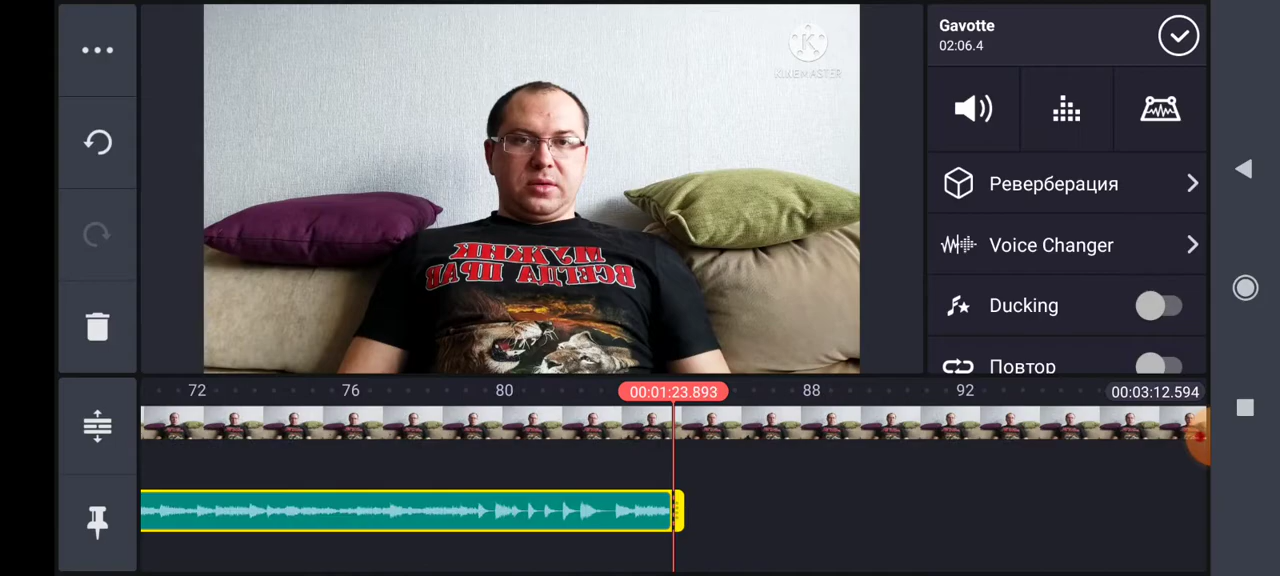 Gavotte
02:06.4
KINEMASTER
Реверберация
Voice Changer
Ducking
Повтор
МУЖИК
ВСЕГДА ПРАВ
72
76
80
00:01:23.893
88
92
00:03:12.594